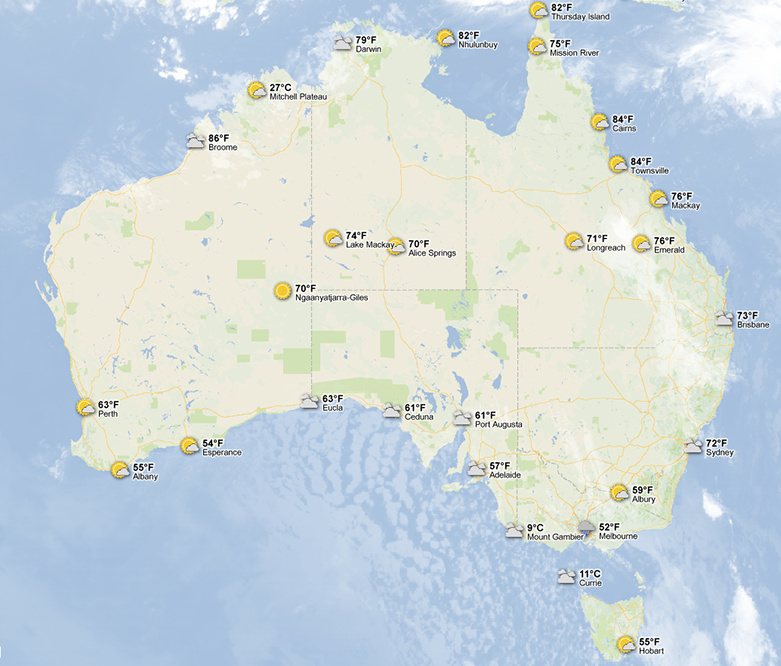 82°F
Thursday Island
79°F
Darwin
82°F
Nhulunbuy
75°F
Mission River
27°C
Mitchell Plateau
84°F
Cairns
86°F
Broome
84°F
Townsville
76°F
Mackay
74°F
Lake Mackay
70°F
Alice Springs
71°F
Longreach
76°F
Emerald
70°F
Ngaanyatjarra-Giles
73°F
Brisbane
63°F
Perth
63°F
Eucla
61°F
Ceduna
61°F
Port Augusta
54°F
Esperance
72°F
Sydney
55°F
Albany
57°F
Adelaide
59°F
Albury
9°C
Mount Gambier
52°F
Melbourne
11°C
Currie
55°F
Hobart